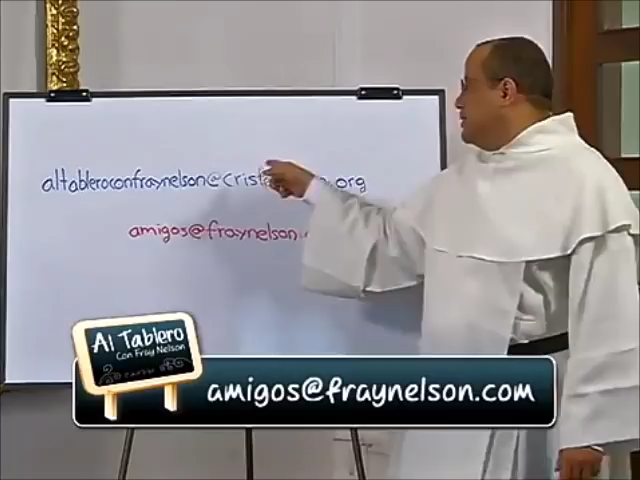 altableroconfraynelson@crist .org
amigos@fraynelson.
Al Tablero
Con Fray Nelson
amigos@fraynelson.com